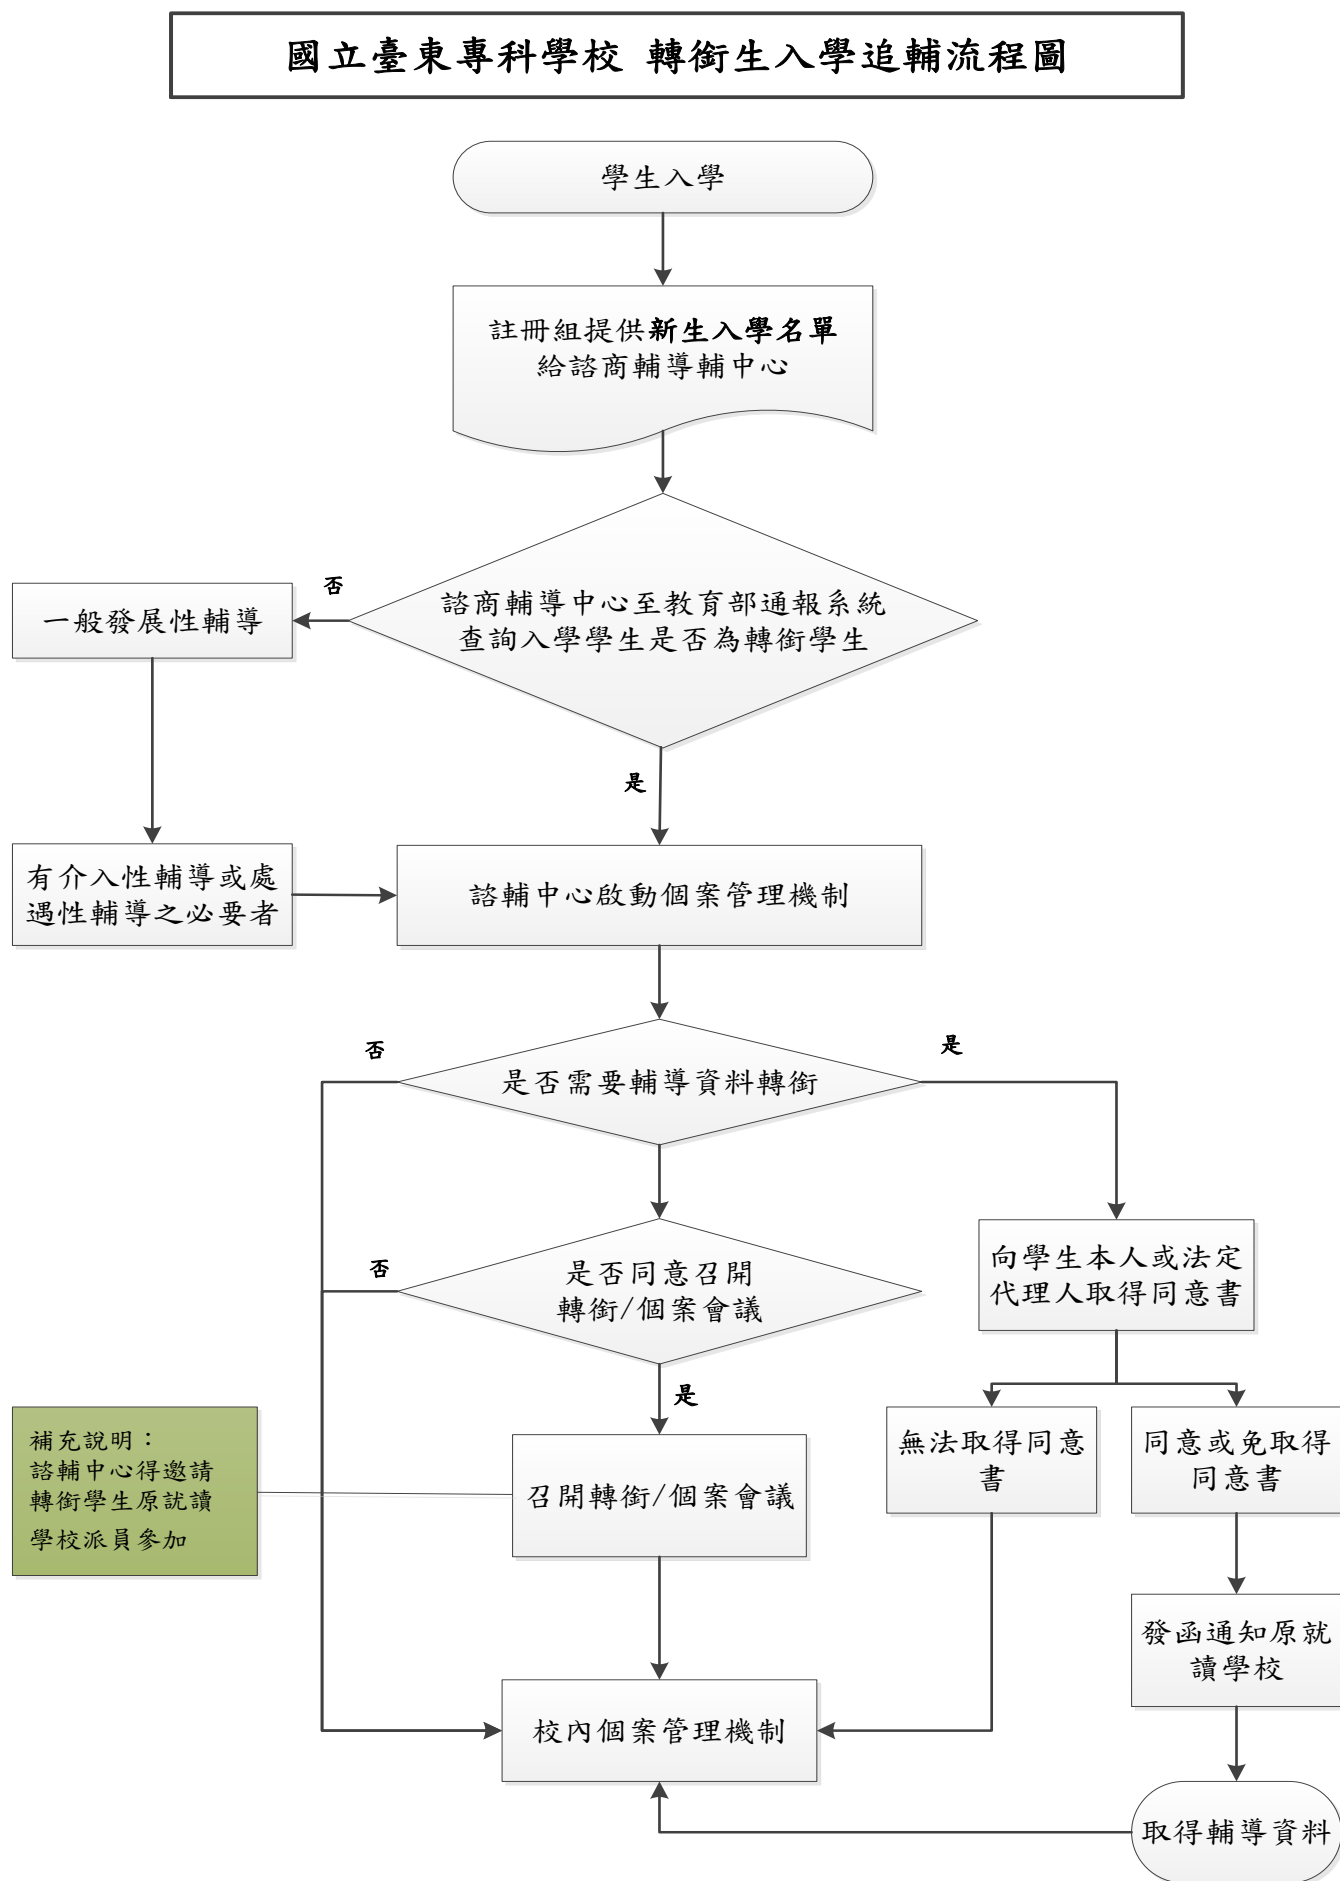 國立臺東專科學校 轉銜生入學追輔流程圖
學生入學
註冊組提供新生入學名單
給諮商輔導輔中心
否
一般發展性輔導
諮商輔導中心至教育部通報系統
查詢入學學生是否為轉銜學生
是
有介入性輔導或處
遇性輔導之必要者
諮輔中心啟動個案管理機制
否
是
是否需要輔導資料轉銜
否
是否同意召開
轉銜/個案會議
向學生本人或法定
代理人取得同意書
是
補充說明：
諮輔中心得邀請
轉銜學生原就讀
學校派員參加
召開轉銜/個案會議
無法取得同意
書
同意或免取得
同意書
發函通知原就
讀學校
校內個案管理機制
取得輔導資料